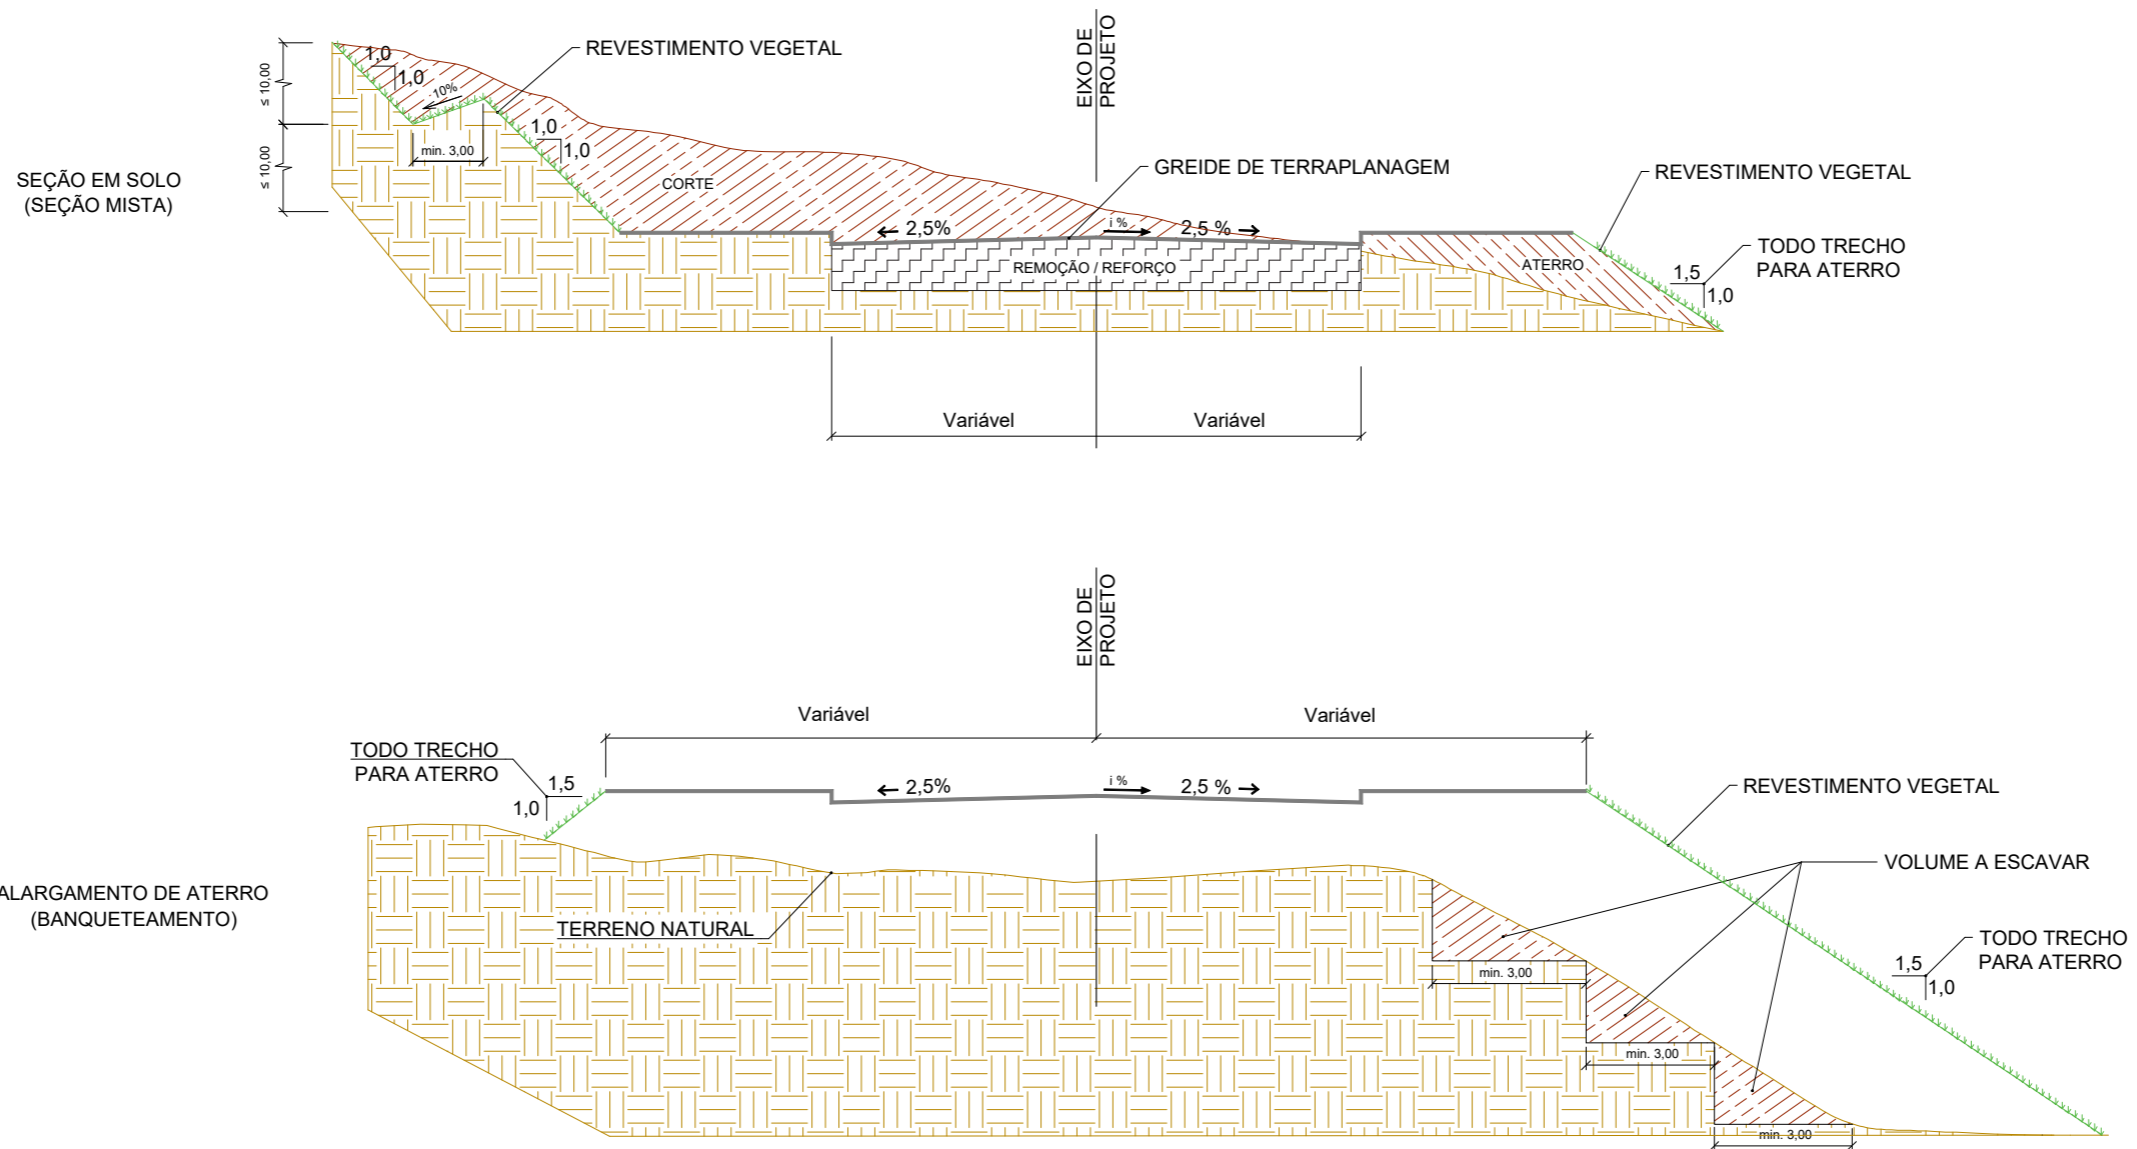 EIXO DE
PROJETO
REVESTIMENTO VEGETAL
1,0
1,0
≤ 10,00
10%
1,0
1,0
min. 3,00
≤ 10,00
SEÇÃO EM SOLO
(SEÇÃO MISTA)
CORTE
GREIDE DE TERRAPLANAGEM
REVESTIMENTO VEGETAL
2,5%
i %
2,5 %
REMOÇÃO / REFORÇO
ATERRO
TODO TRECHO
PARA ATERRO
1,5
1,0
Variável
Variável
EIXO DE
PROJETO
Variável
Variável
TODO TRECHO
PARA ATERRO
1,5
1,0
2,5%
i %
2,5 %
REVESTIMENTO VEGETAL
VOLUME A ESCAVAR
ALARGAMENTO DE ATERRO
(BANQUETEAMENTO)
TERRENO NATURAL
min. 3,00
TODO TRECHO
PARA ATERRO
1,5
1,0
min. 3,00
min. 3,00